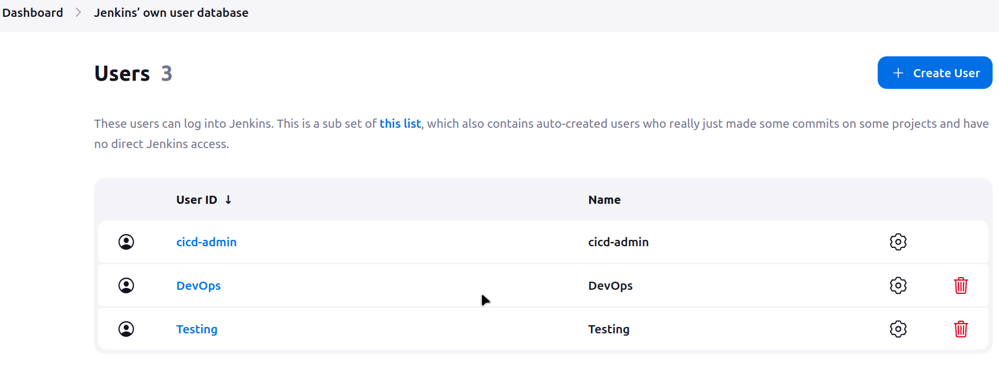 Dashboard > Jenkins’ own user database
Users 3
+ Create User
These users can log into Jenkins. This is a sub set of this list, which also contains auto-created users who really just made some commits on some projects and have
no direct Jenkins access.
User ID ↓ Name
cicd-admin cicd-admin
DevOps DevOps
Testing Testing